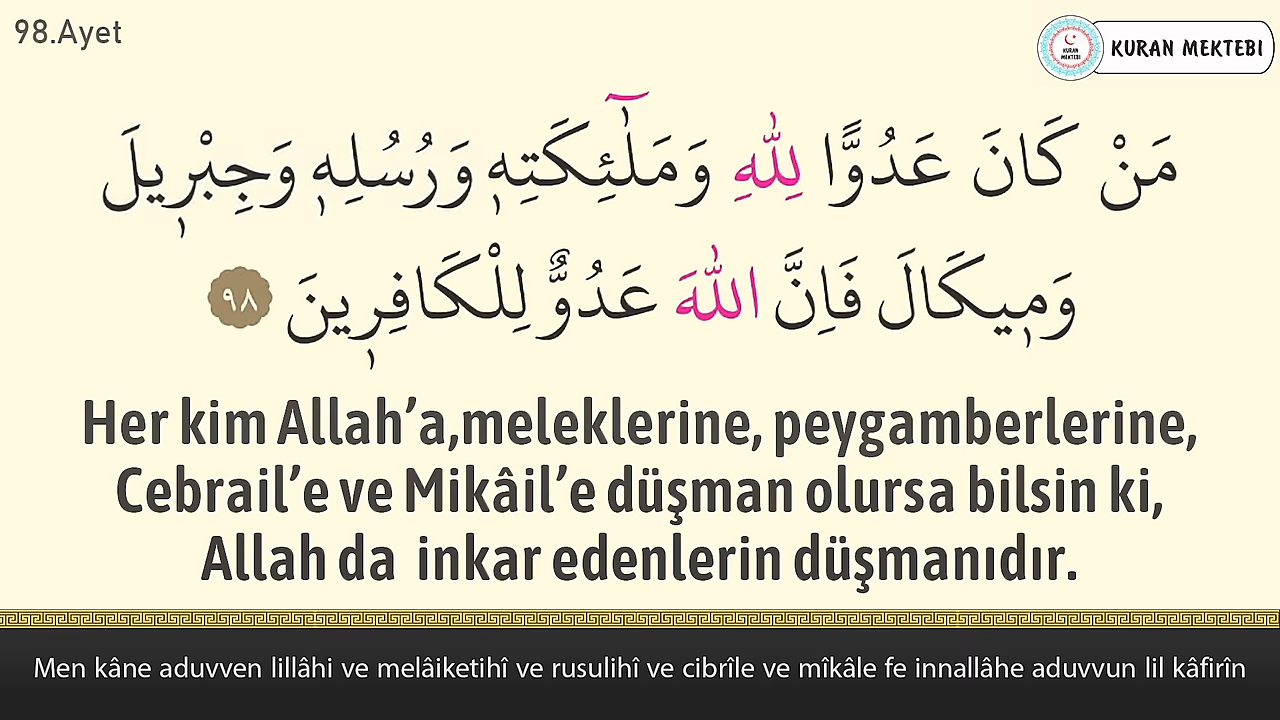 98.Ayet
KURAN MEKTEBI
KURAN
MEKTEBİ
مَنْ كَانَ عَدُوًّا لِلّٰهِ وَمَلٰٓئِكَتِه۪ وَرُسُلِه۪ وَجِبْر۪يلَ
وَم۪يكَالَ فَاِنَّ اللّٰهَ عَدُوٌّ لِلْكَافِر۪ينَ ٩٨
Her kim Allah’a,meleklerine, peygamberlerine,
Cebrail’e ve Mikâil’e düşman olursa bilsin ki,
Allah da inkar edenlerin düşmanıdır.
Men kâne aduvven lillâhi ve melâiketihî ve rusulihî ve cibrîle ve mîkâle fe innallâhe aduvvun lil kâfirîn